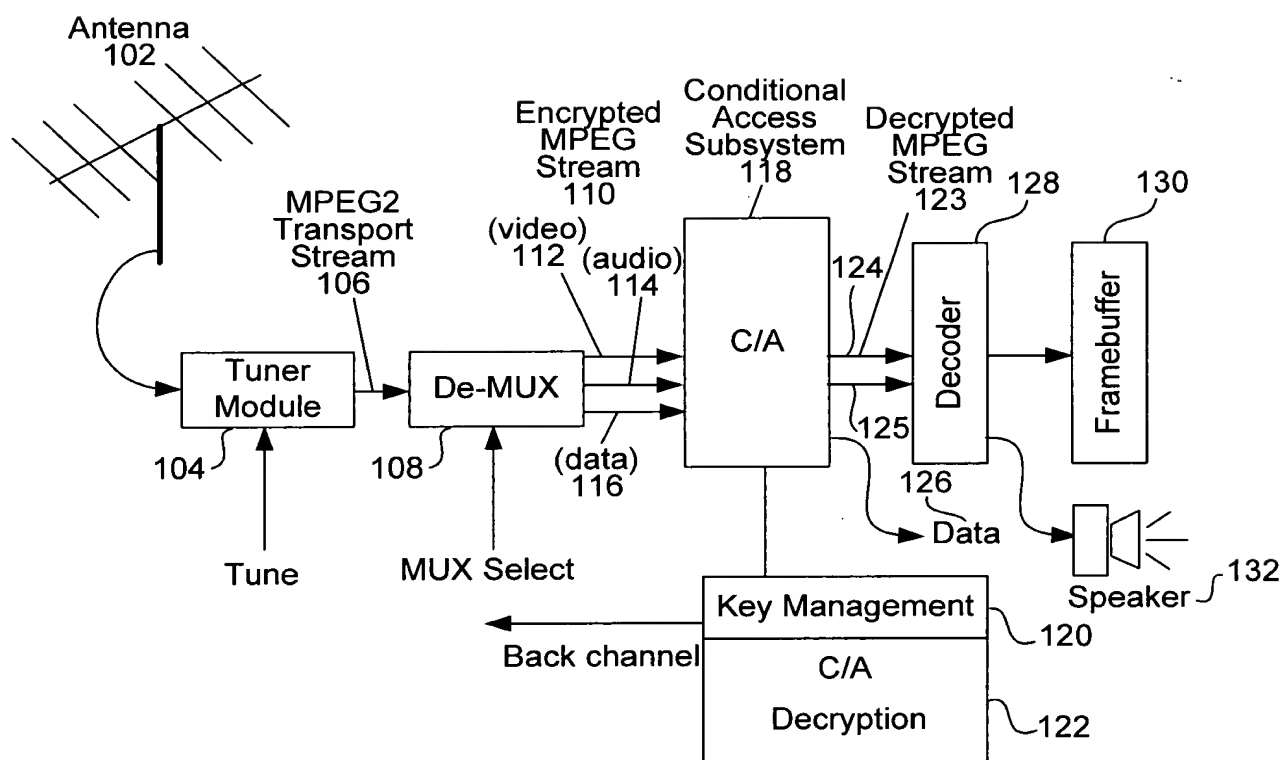 Antenna
102
MPEG2
Transport
Stream
106
Encrypted
MPEG
Stream
110
(video)
112
(audio)
114
Conditional
Access
Subsystem
118
Decrypted
MPEG
Stream
123
128
130
124
Tuner
Module
De-MUX
C/A
Decoder
Framebuffer
125
104
108
(data)
116
126
Data
Tune
MUX Select
Speaker
132
Key Management
120
Back channel
C/A
Decryption
122